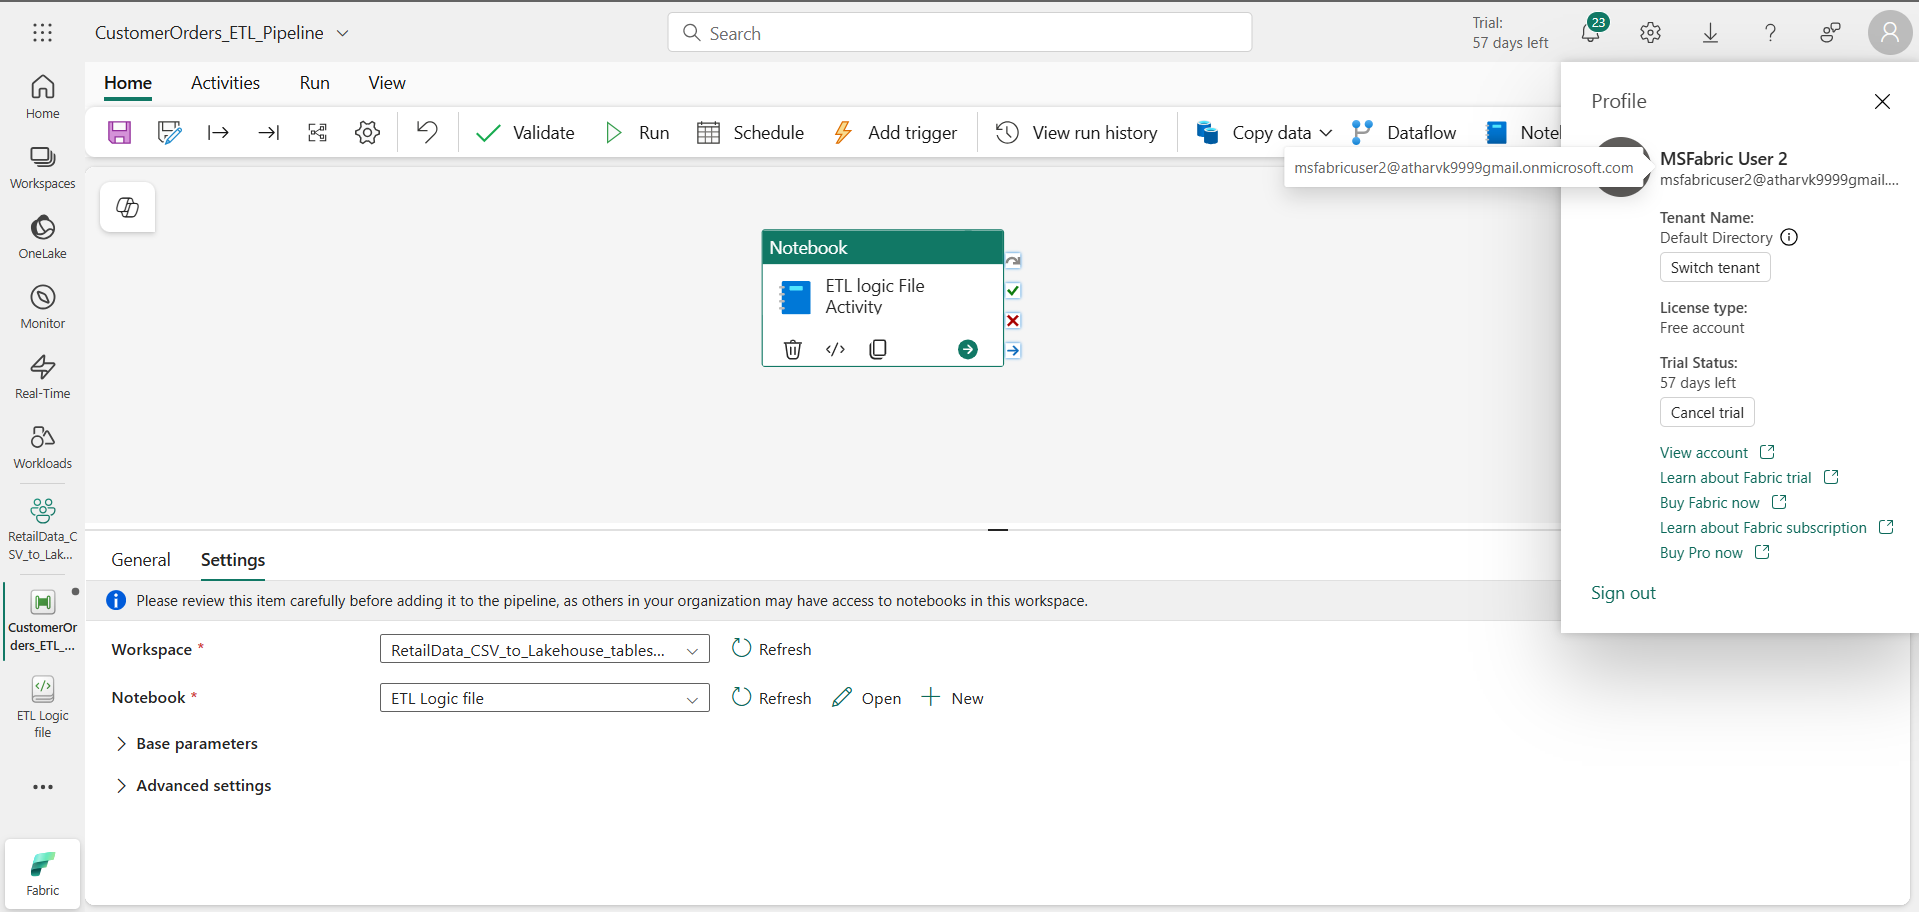 CustomerOrders_ETL_Pipeline
Search
Trial:
57 days left
23
Home
Activities
Run
View
Validate
Run
Schedule
Add trigger
View run history
Copy data
Dataflow
msfabricuser2@atharvk9999gmail.onmicrosoft.com
Home
Workspaces
OneLake
Monitor
Real-Time
Workloads
RetailData_C
SV_to_Lak...
CustomerOr
ders_ETL_...
ETL Logic
file
Fabric
Notebook
ETL logic File
Activity
Profile
MSFabric User 2
msfabricuser2@atharvk9999gmail....
Tenant Name:
Default Directory
Switch tenant
License type:
Free account
Trial Status:
57 days left
Cancel trial
View account
Learn about Fabric trial
Buy Fabric now
Learn about Fabric subscription
Buy Pro now
Sign out
General
Settings
Please review this item carefully before adding it to the pipeline, as others in your organization may have access to notebooks in this workspace.
Workspace *
RetailData_CSV_to_Lakehouse_tables...
Refresh
Notebook *
ETL Logic file
Refresh
Open
New
Base parameters
Advanced settings